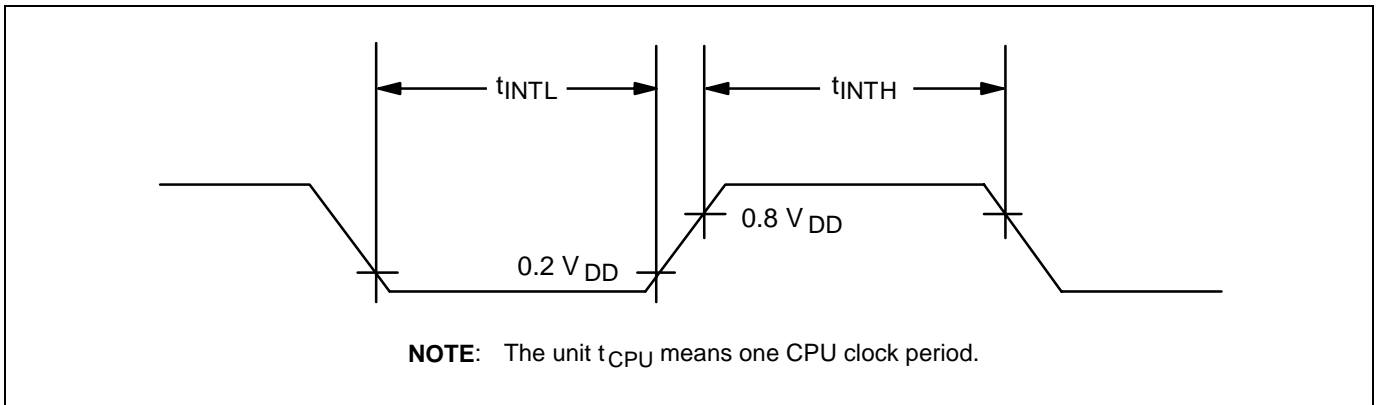 tINTL
tINTH
0.8 VDD
0.2 VDD
NOTE: The unit tCPU means one CPU clock period.